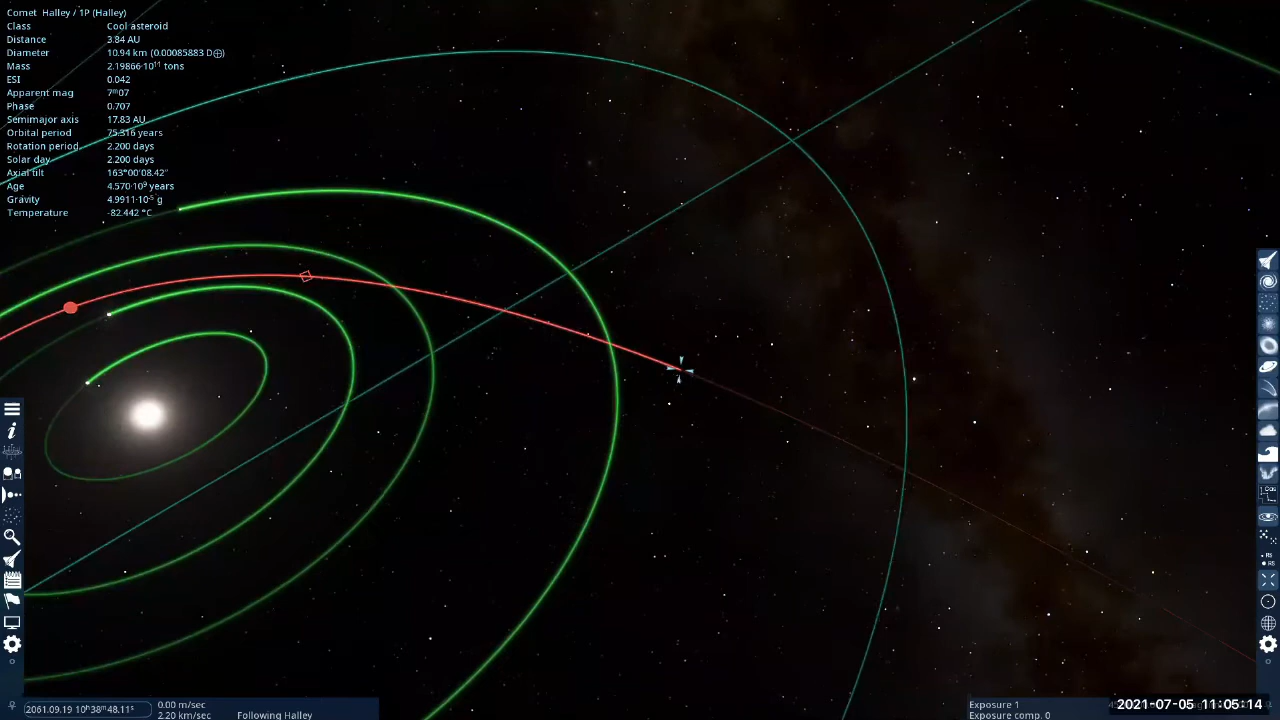 Comet Halley / 1P (Halley)
Class Cool asteroid
Distance 3.84 AU
Diameter 10.94 km (0.00085883 D⊕)
Mass 2.19866·10¹¹ tons
ESI 0.042
Apparent mag 7ᵐ07
Phase 0.707
Semimajor axis 17.83 AU
Orbital period 75.316 years
Rotation period 2.200 days
Solar day 2.200 days
Axial tilt 163°00'08.42"
Age 4.570·10⁹ years
Gravity 4.9911·10⁻⁵ g
Temperature -82.442 °C
1 Gas
RS
RS
2061.09.19 10ʰ38ᵐ48.11ˢ
0.00 m/sec
2.20 km/sec Following Halley
Exposure 1
Exposure comp. 0
2021-07-05 11:05:14